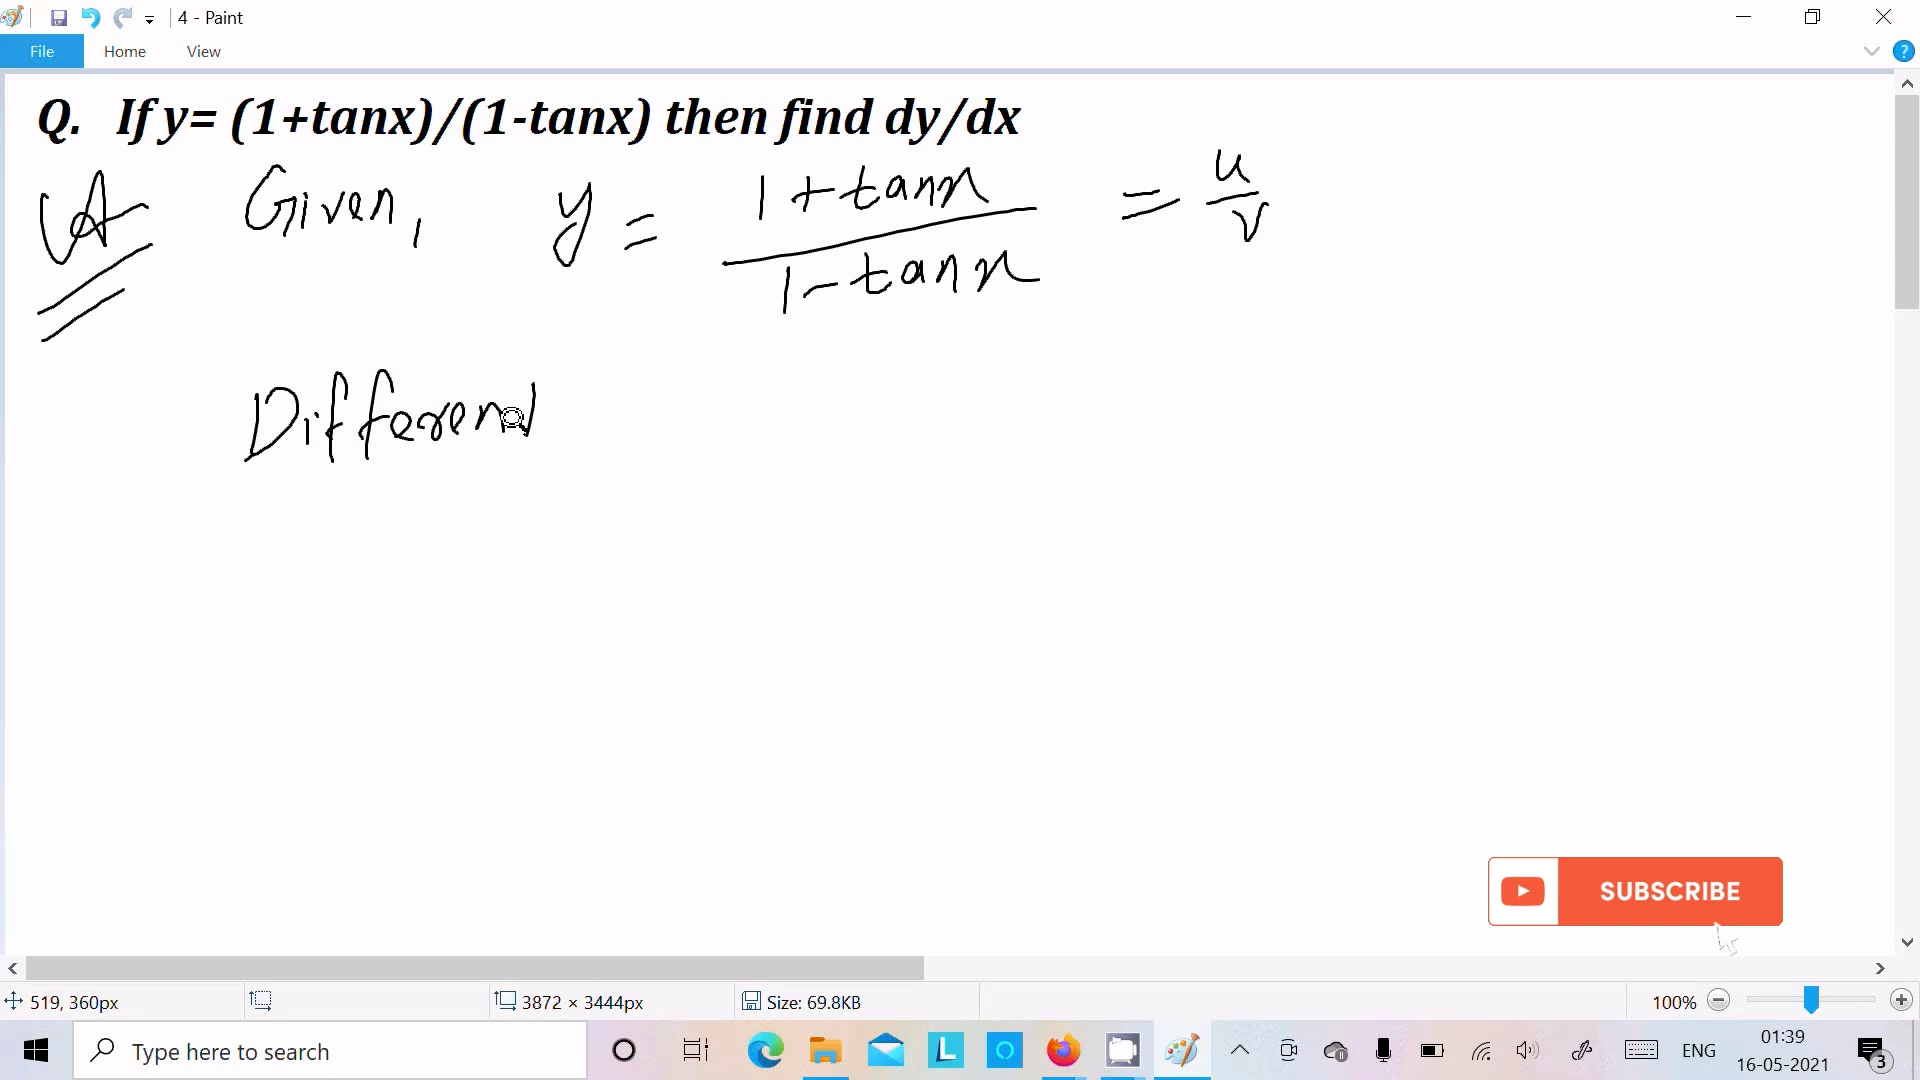 4 - Paint
File Home View
Q. If y= (1+tanx)/(1-tanx) then find dy/dx
A Given, y = 1+tanx / 1-tanx = u/v
Differen
SUBSCRIBE
519, 360px 3872 × 3444px Size: 69.8KB 100%
Type here to search
ENG 01:39
16-05-2021 3